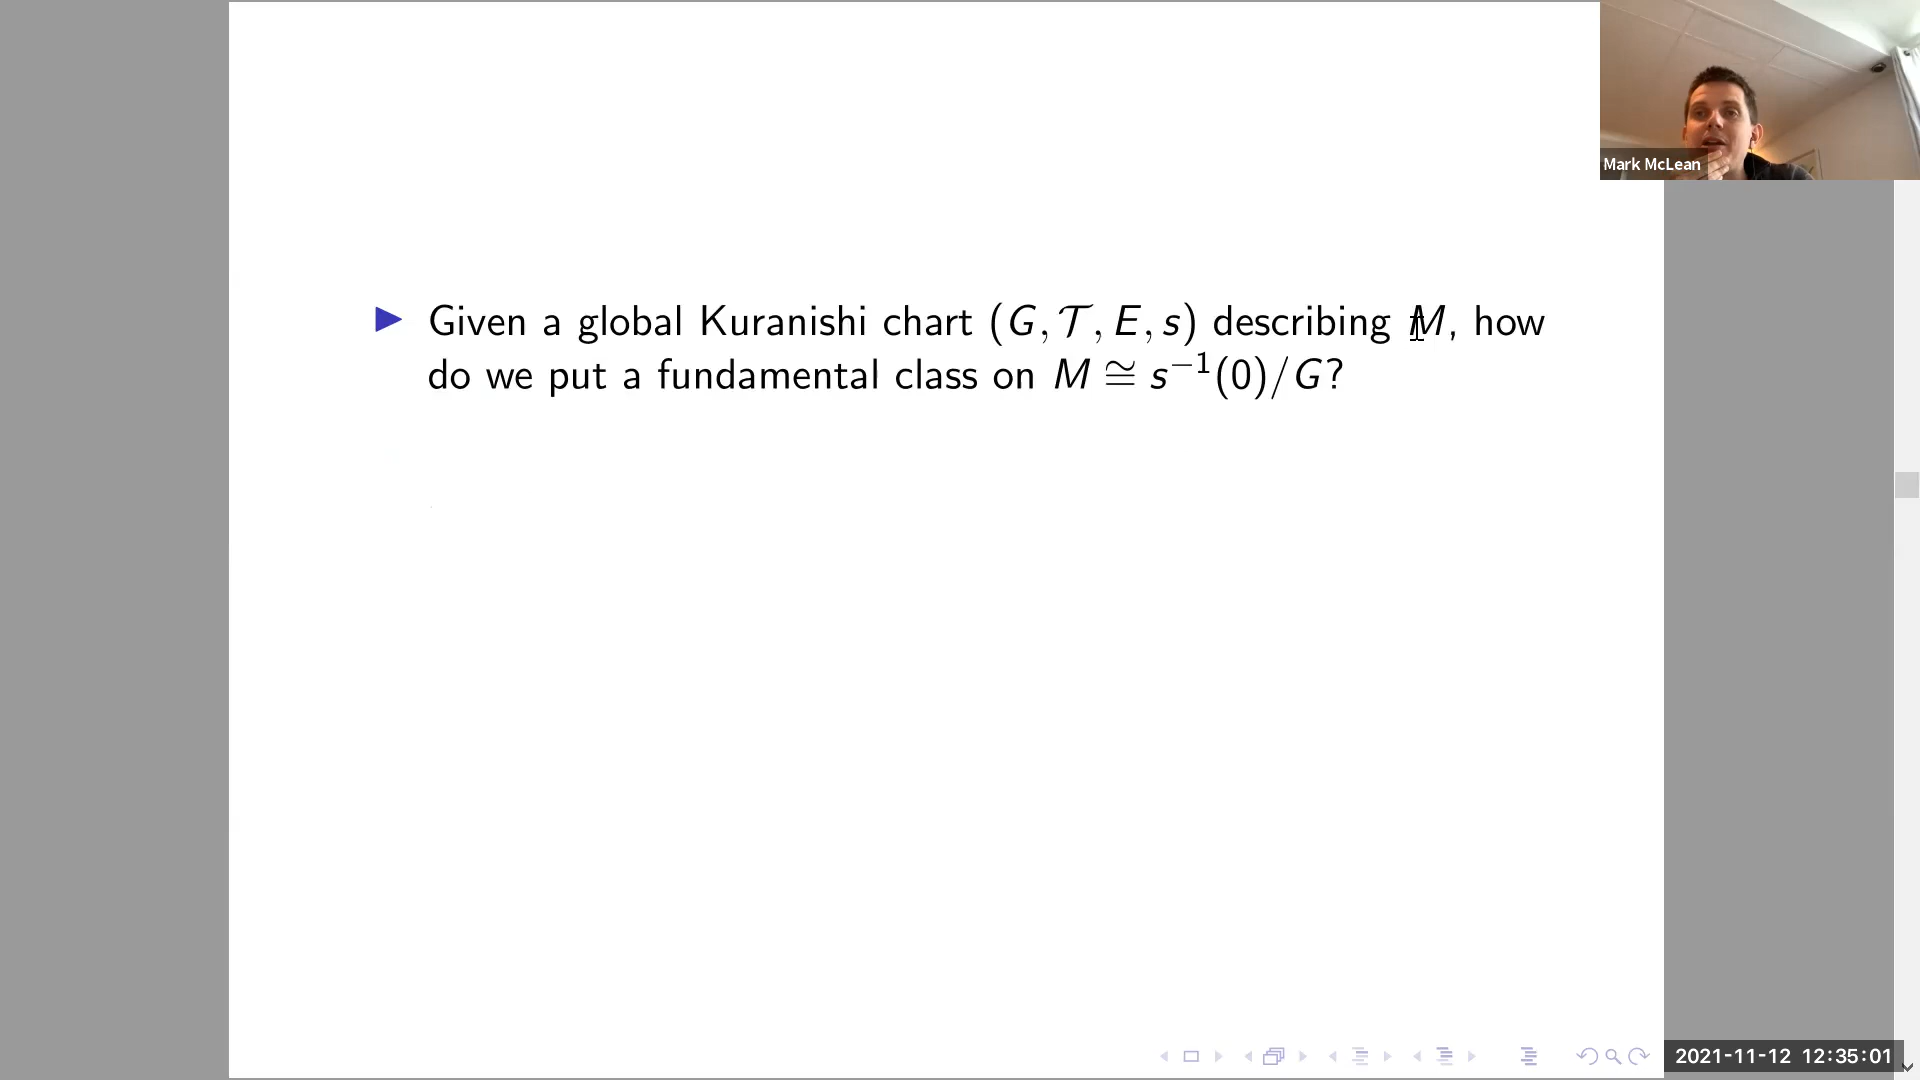 Mark McLean
Given a global Kuranishi chart (G, 𝒯, E, s) describing M, how
do we put a fundamental class on M ≅ s⁻¹(0)/G?
2021-11-12 12:35:01